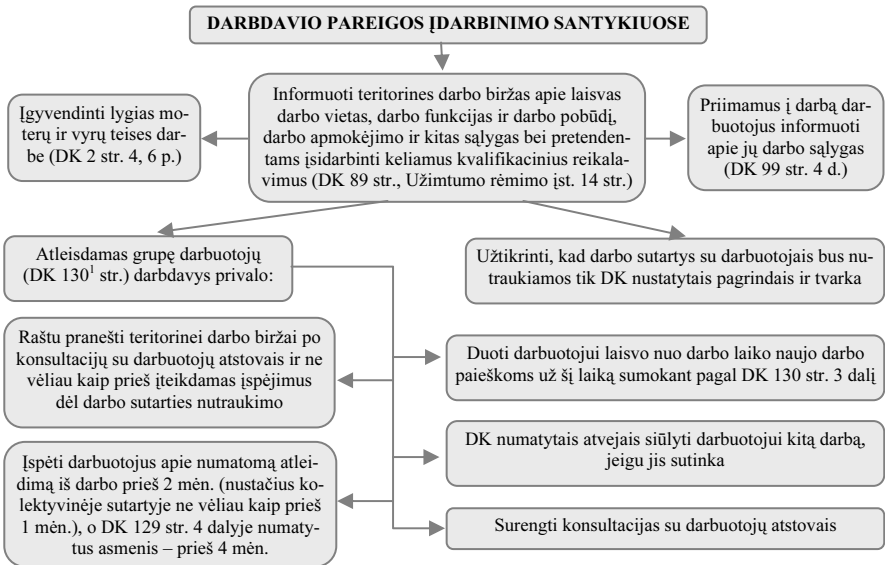 DARBDAVIO PAREIGOS ĮDARBINIMO SANTYKIUOSE
Įgyvendinti lygias mo-
terų ir vyrų teises dar-
be (DK 2 str. 4, 6 p.)
Informuoti teritorines darbo biržas apie laisvas
darbo vietas, darbo funkcijas ir darbo pobūdį,
darbo apmokėjimo ir kitas sąlygas bei pretenden-
tams įsidarbinti keliamus kvalifikacinius reikala-
vimus (DK 89 str., Užimtumo rėmimo įst. 14 str.)
Priimamus į darbą dar-
buotojus informuoti
apie jų darbo sąlygas
(DK 99 str. 4 d.)
Atleisdamas grupę darbuotojų
(DK 130¹ str.) darbdavys privalo:
Užtikrinti, kad darbo sutartys su darbuotojais bus nu-
traukiamos tik DK nustatytais pagrindais ir tvarka
Raštu pranešti teritorinei darbo biržai po
konsultacijų su darbuotojų atstovais ir ne
vėliau kaip prieš įteikdamas įspėjimus
dėl darbo sutarties nutraukimo
Duoti darbuotojui laisvo nuo darbo laiko naujo darbo
paieškoms už šį laiką sumokant pagal DK 130 str. 3 dalį
DK numatytais atvejais siūlyti darbuotojui kitą darbą,
jeigu jis sutinka
Įspėti darbuotojus apie numatomą atlei-
dimą iš darbo prieš 2 mėn. (nustačius ko-
lektyvinėje sutartyje ne vėliau kaip prieš
1 mėn.), o DK 129 str. 4 dalyje numaty-
tus asmenis – prieš 4 mėn.
Surengti konsultacijas su darbuotojų atstovais